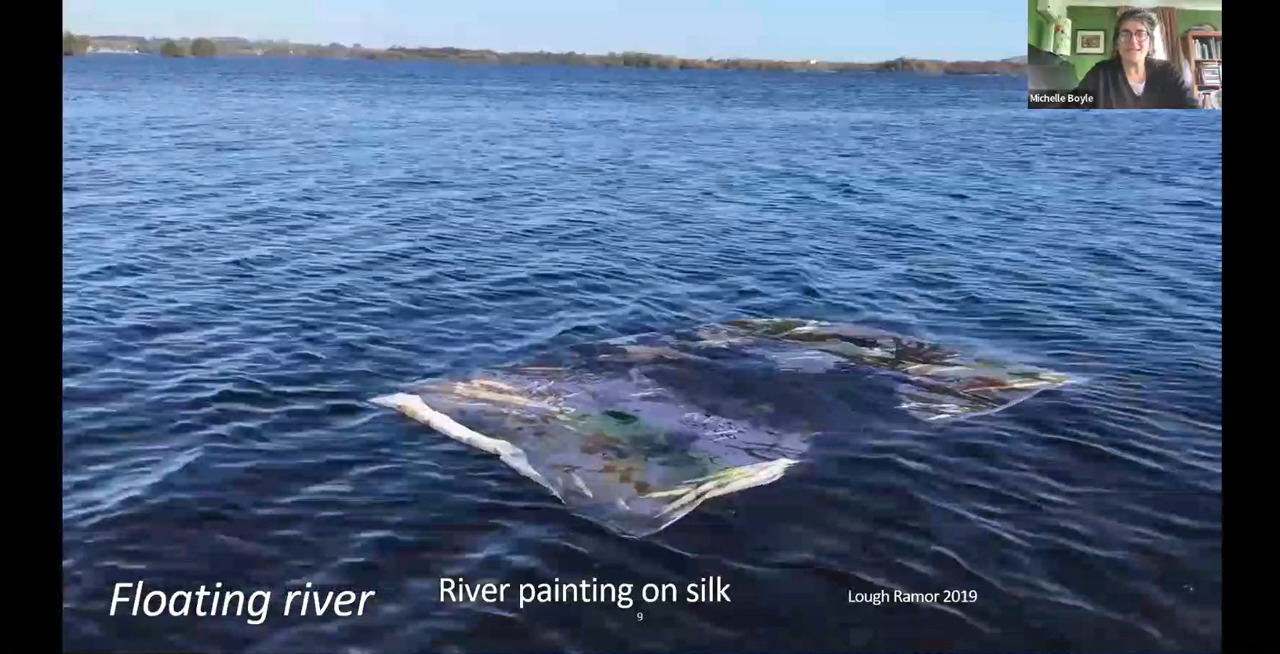 Michelle Boyle
Floating river
River painting on silk
Lough Ramor 2019
9